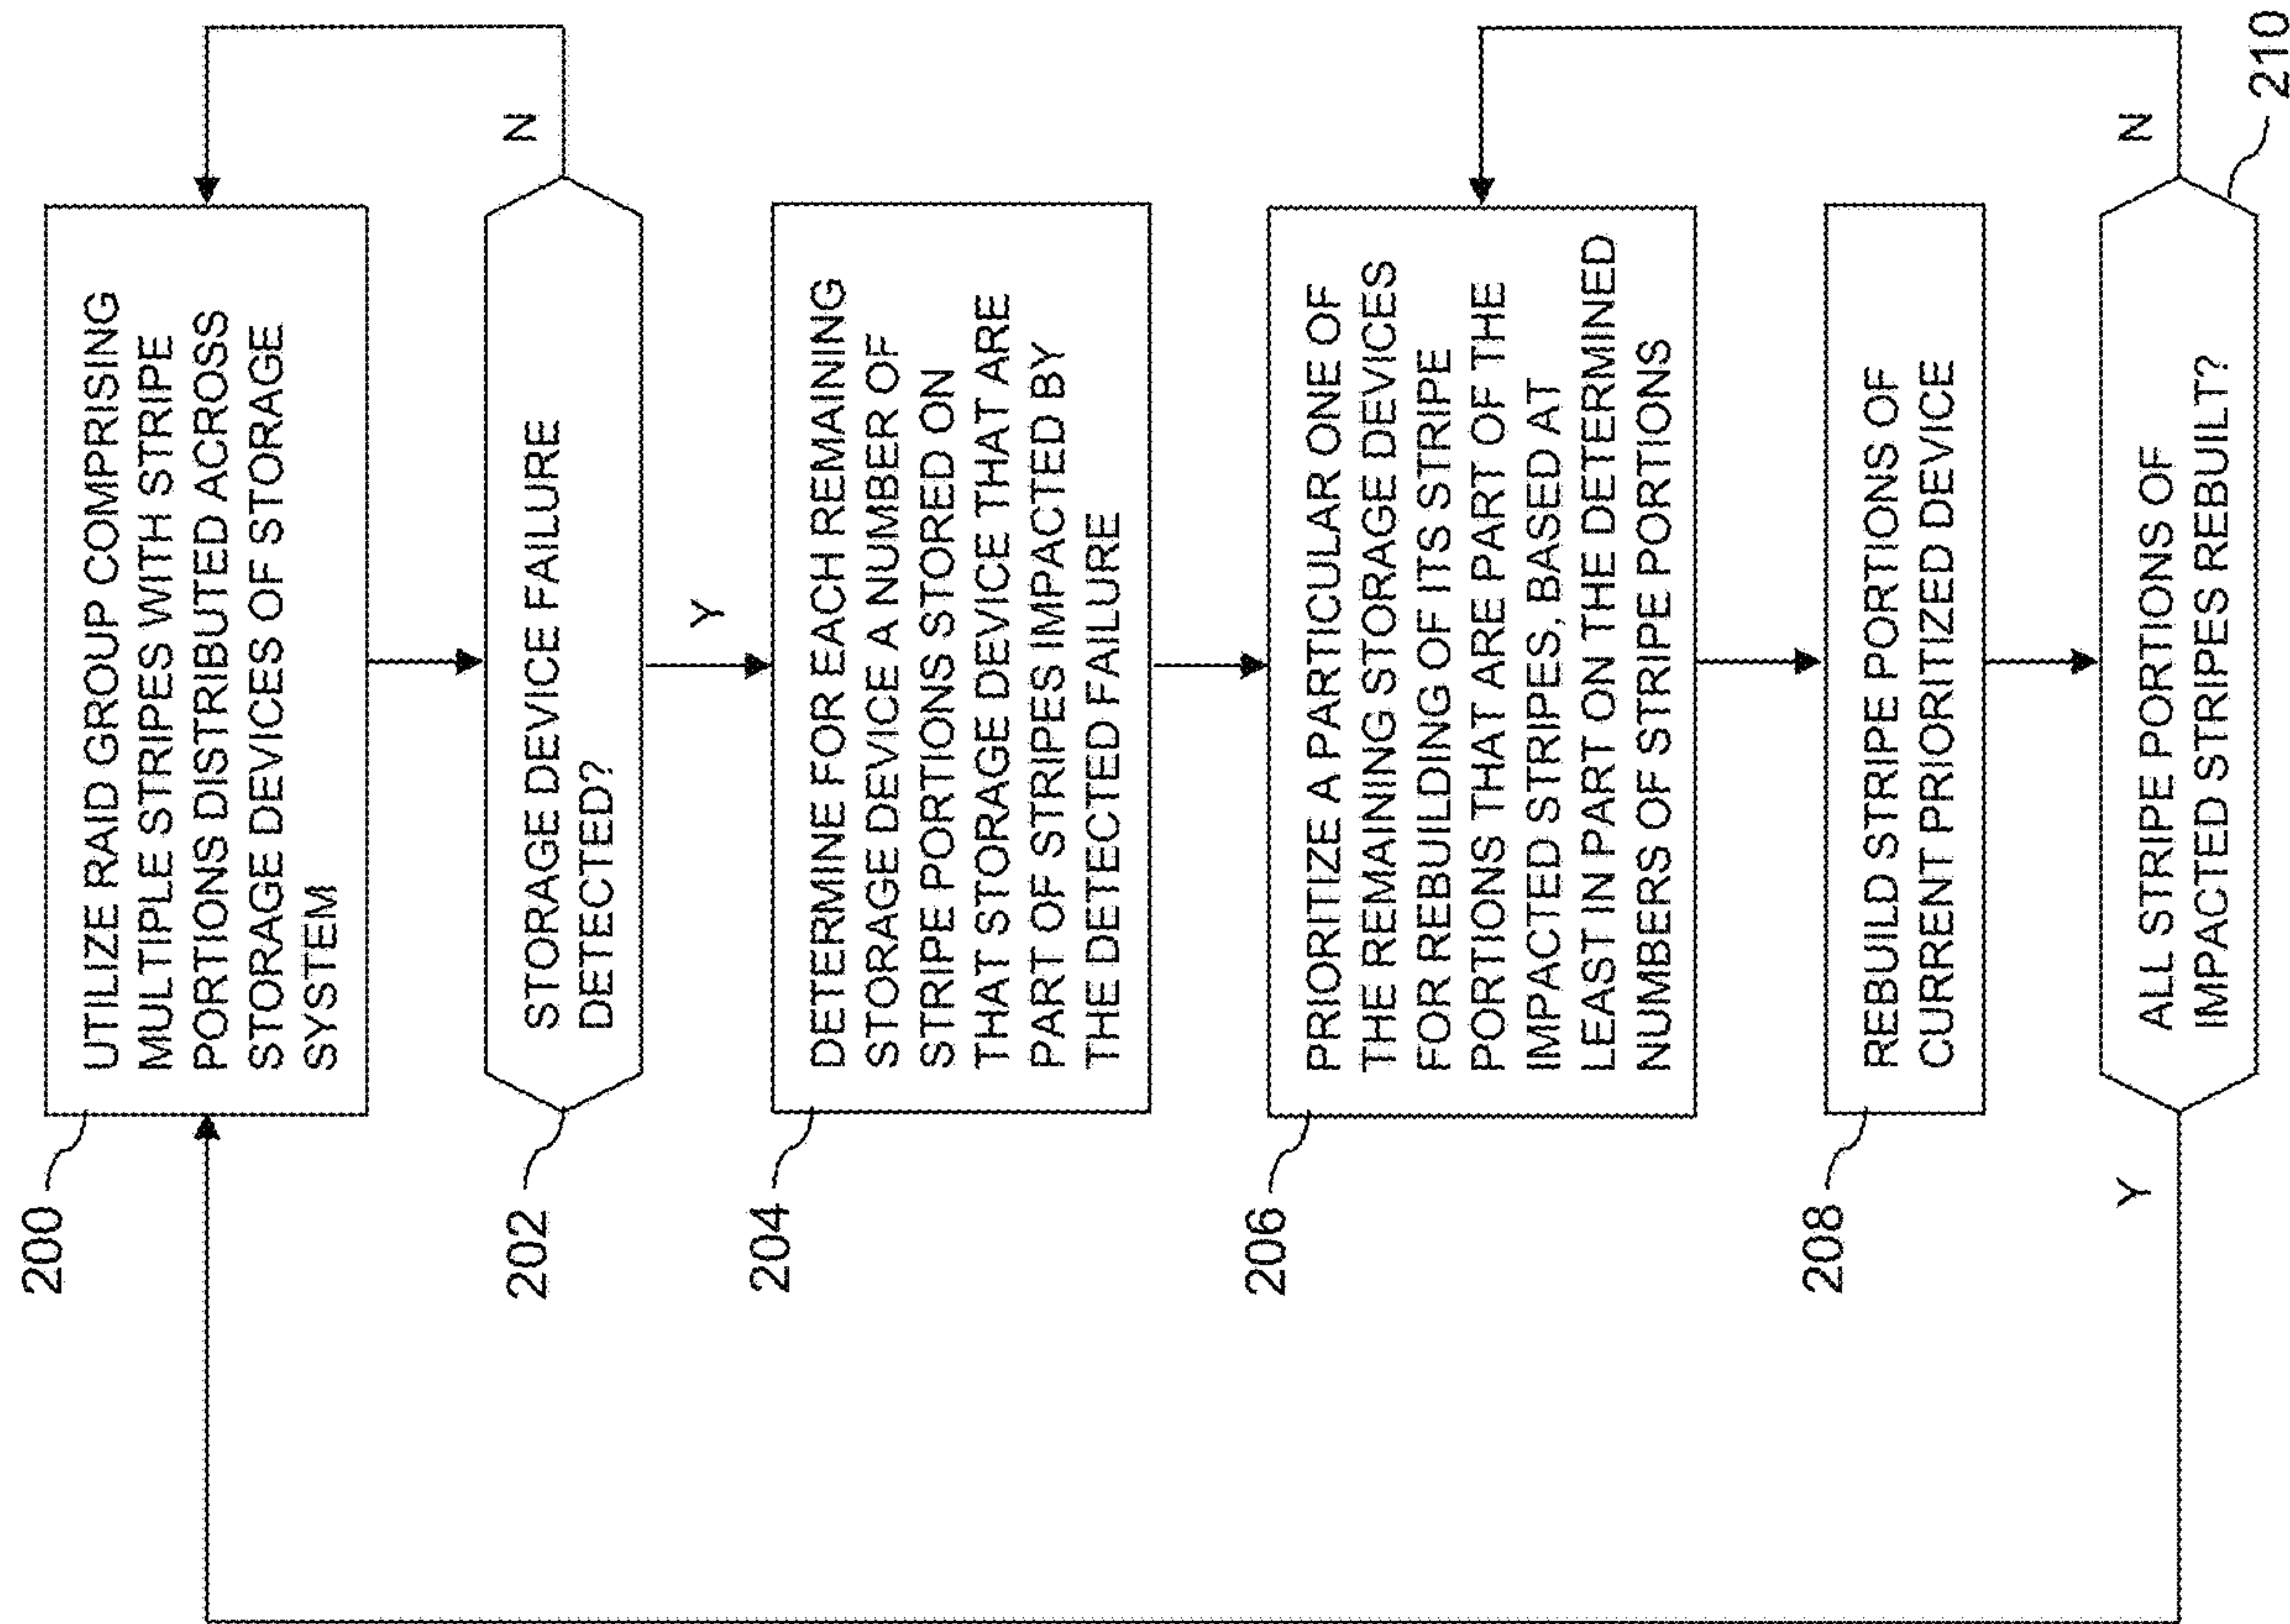 200
UTILIZE RAID GROUP COMPRISING
MULTIPLE STRIPES WITH STRIPE
PORTIONS DISTRIBUTED ACROSS
STORAGE DEVICES OF STORAGE
SYSTEM
202
STORAGE DEVICE FAILURE
DETECTED?
N
Y
204
DETERMINE FOR EACH REMAINING
STORAGE DEVICE A NUMBER OF
STRIPE PORTIONS STORED ON
THAT STORAGE DEVICE THAT ARE
PART OF STRIPES IMPACTED BY
THE DETECTED FAILURE
206
PRIORITIZE A PARTICULAR ONE OF
THE REMAINING STORAGE DEVICES
FOR REBUILDING OF ITS STRIPE
PORTIONS THAT ARE PART OF THE
IMPACTED STRIPES, BASED AT
LEAST IN PART ON THE DETERMINED
NUMBERS OF STRIPE PORTIONS
208
REBUILD STRIPE PORTIONS OF
CURRENT PRIORITIZED DEVICE
Y
ALL STRIPE PORTIONS OF
IMPACTED STRIPES REBUILT?
N
210